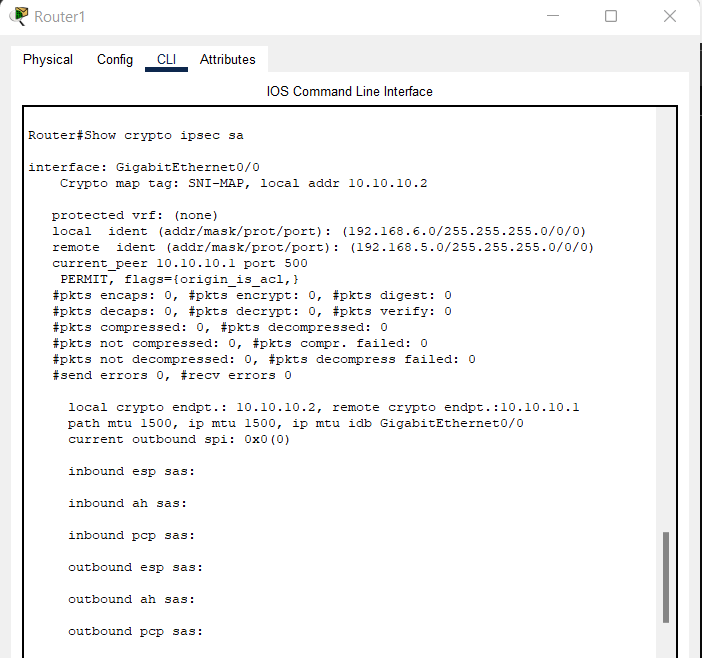 Router1
Physical Config CLI Attributes
IOS Command Line Interface
Router#Show crypto ipsec sa
interface: GigabitEthernet0/0
Crypto map tag: SNI-MAP, local addr 10.10.10.2
protected vrf: (none)
local  ident (addr/mask/prot/port): (192.168.6.0/255.255.255.0/0/0)
remote  ident (addr/mask/prot/port): (192.168.5.0/255.255.255.0/0/0)
current_peer 10.10.10.1 port 500
PERMIT, flags={origin_is_acl,}
#pkts encaps: 0, #pkts encrypt: 0, #pkts digest: 0
#pkts decaps: 0, #pkts decrypt: 0, #pkts verify: 0
#pkts compressed: 0, #pkts decompressed: 0
#pkts not compressed: 0, #pkts compr. failed: 0
#pkts not decompressed: 0, #pkts decompress failed: 0
#send errors 0, #recv errors 0
local crypto endpt.: 10.10.10.2, remote crypto endpt.:10.10.10.1
path mtu 1500, ip mtu 1500, ip mtu idb GigabitEthernet0/0
current outbound spi: 0x0(0)
inbound esp sas:
inbound ah sas:
inbound pcp sas:
outbound esp sas:
outbound ah sas:
outbound pcp sas: